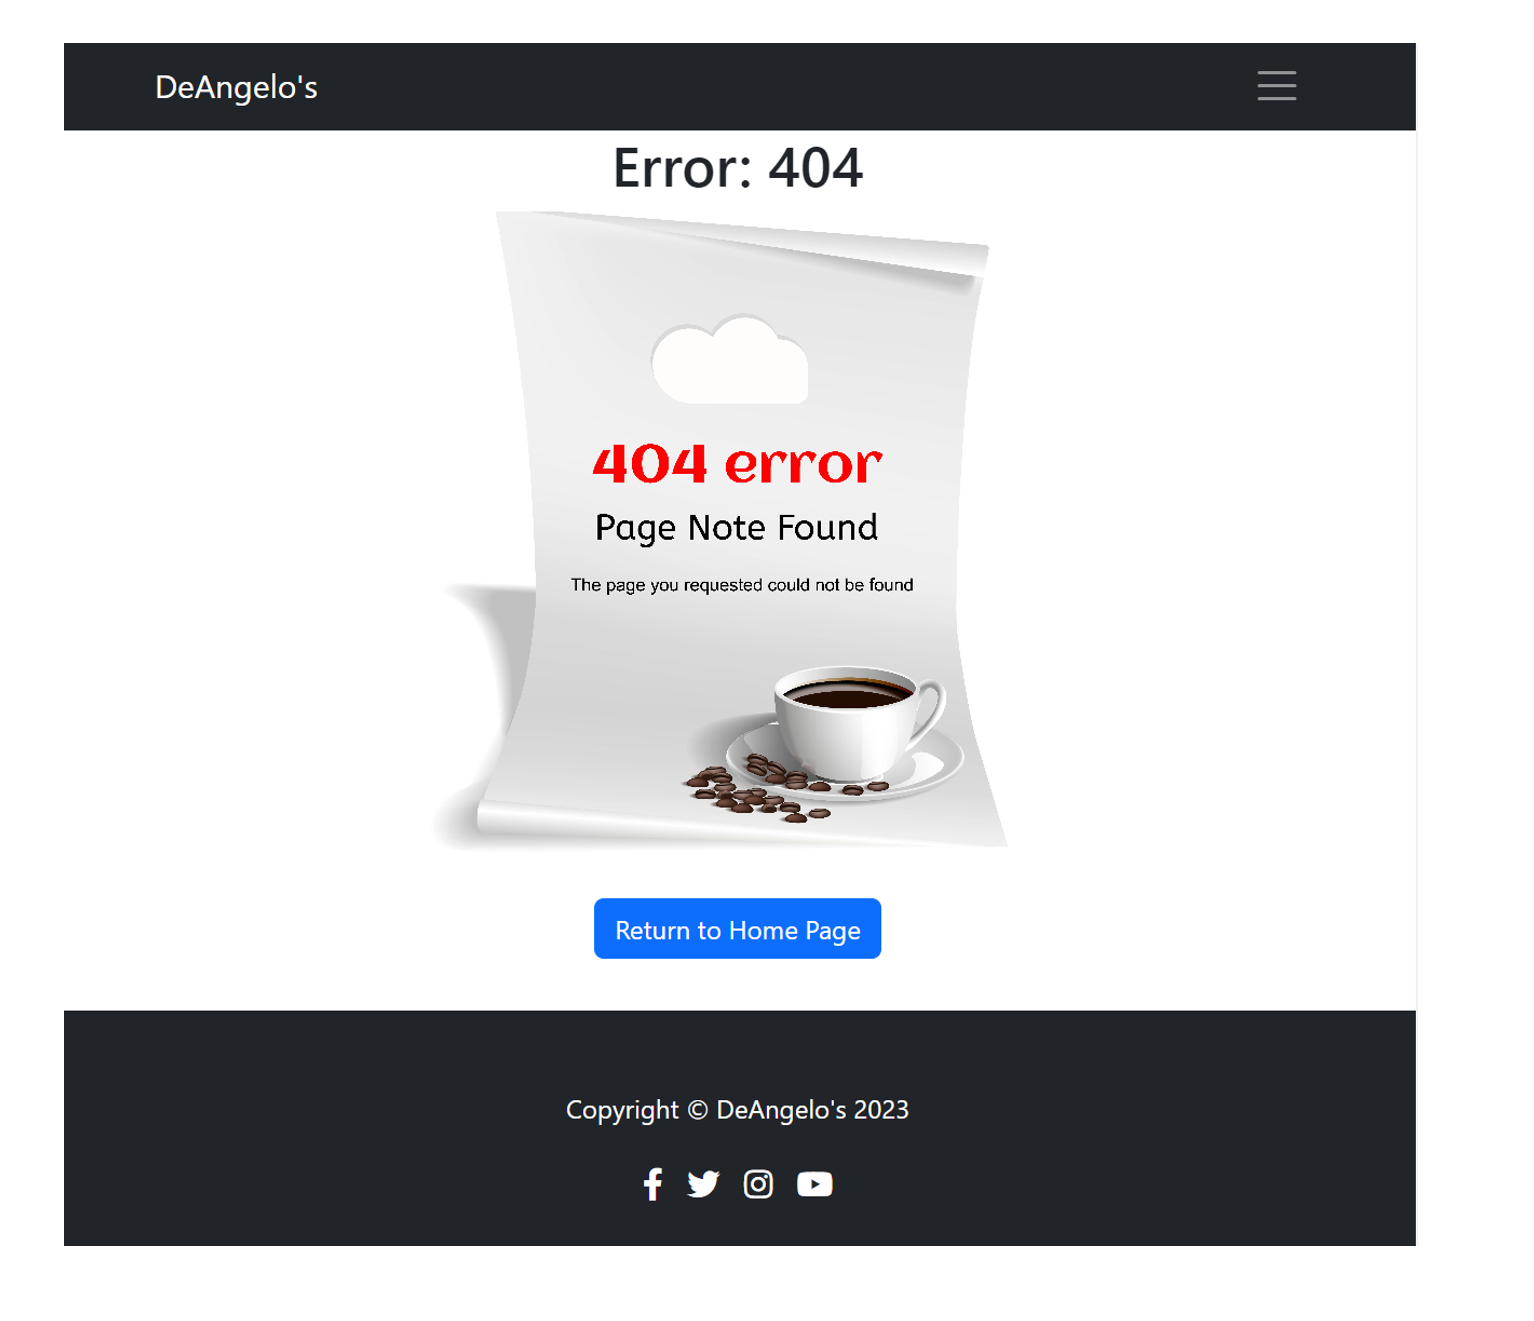 DeAngelo's
Error: 404
404 error
Page Note Found
The page you requested could not be found
Return to Home Page
Copyright © DeAngelo's 2023